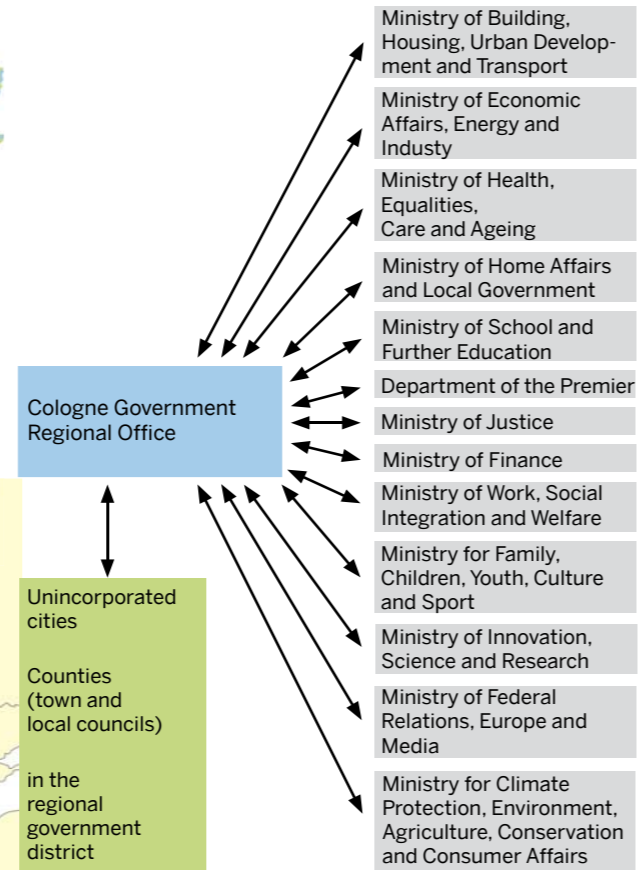 Ministry of Building,
Housing, Urban Develop-
ment and Transport
Ministry of Economic
Affairs, Energy and
Industy
Ministry of Health,
Equalities,
Care and Ageing
Ministry of Home Affairs
and Local Government
Ministry of School and
Further Education
Department of the Premier
Ministry of Justice
Ministry of Finance
Ministry of Work, Social
Integration and Welfare
Ministry for Family,
Children, Youth, Culture
and Sport
Ministry of Innovation,
Science and Research
Ministry of Federal
Relations, Europe and
Media
Ministry for Climate
Protection, Environment,
Agriculture, Conservation
and Consumer Affairs
Cologne Government
Regional Office
Unincorporated
cities
Counties
(town and
local councils)
in the
regional
government
district